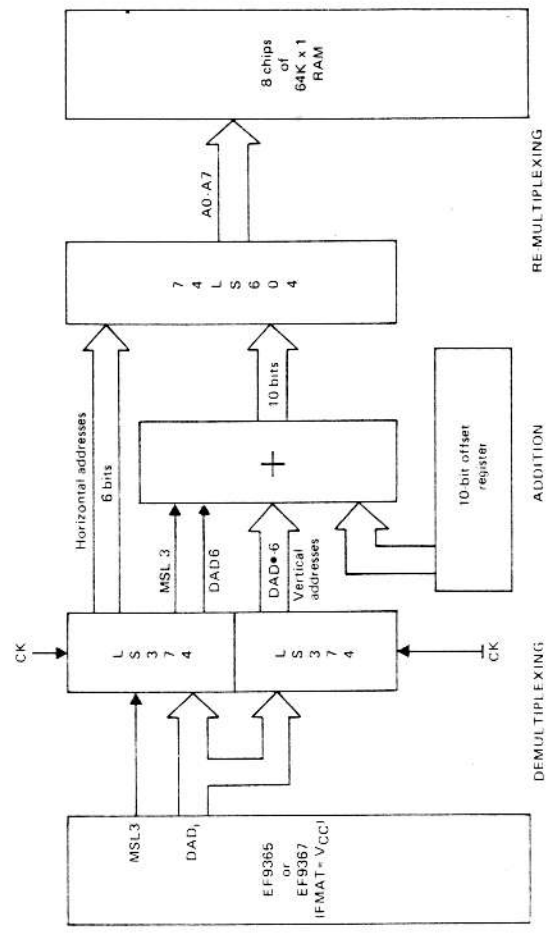 EF9365
or
EF9367
(FMAT= VCC)
MSL3
DADj
CK
L S 3 7 4
L S 3 7 4
CK
DEMULTIPLEXING
Horizontal addresses
6 bits
MSL 3
DAD6
DAD•-6
Vertical
addresses
+
10 bits
10-bit offset
register
ADDITION
7 4 L S 6 0 4
A0-A7
8 chips
of
64K x 1
RAM
RE-MULTIPLEXING